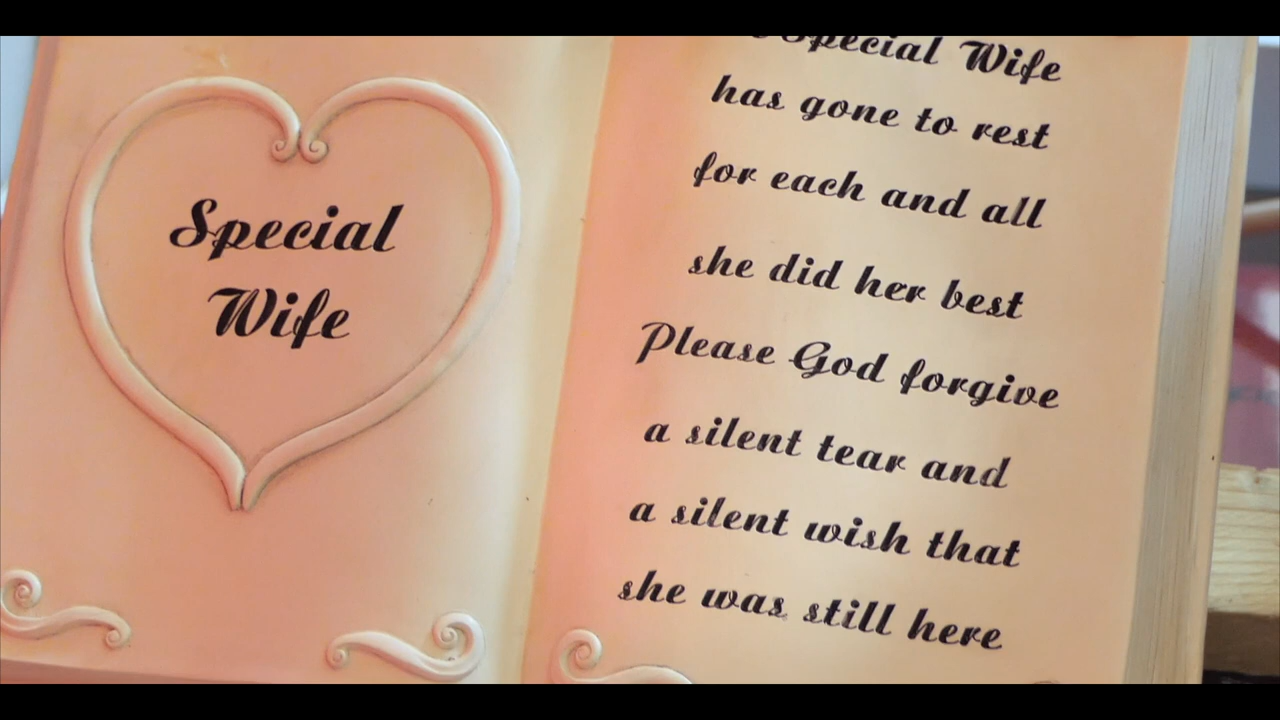 Special
Wife
Special Wife
has gone to rest
for each and all
she did her best
Please God forgive
a silent tear and
a silent wish that
she was still here